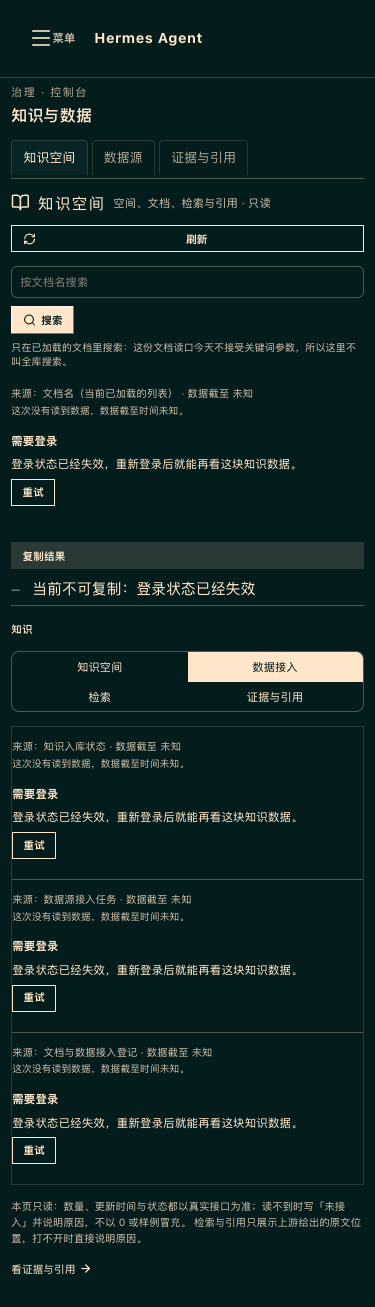 菜单 Hermes Agent
治理 · 控制台
知识与数据
知识空间 数据源 证据与引用
知识空间 空间、文档、检索与引用 · 只读
刷新
按文档名搜索
搜索
只在已加载的文档里搜索：这份文档读口今天不接受关键词参数，所以这里不
叫全库搜索。
来源：文档名（当前已加载的列表） · 数据截至 未知
这次没有读到数据，数据截至时间未知。
需要登录
登录状态已经失效，重新登录后就能再看这块知识数据。
重试
复制结果
— 当前不可复制：登录状态已经失效
知识
知识空间 数据接入
检索 证据与引用
来源：知识入库状态 · 数据截至 未知
这次没有读到数据，数据截至时间未知。
需要登录
登录状态已经失效，重新登录后就能再看这块知识数据。
重试
来源：数据源接入任务 · 数据截至 未知
这次没有读到数据，数据截至时间未知。
需要登录
登录状态已经失效，重新登录后就能再看这块知识数据。
重试
来源：文档与数据接入登记 · 数据截至 未知
这次没有读到数据，数据截至时间未知。
需要登录
登录状态已经失效，重新登录后就能再看这块知识数据。
重试
本页只读：数量、更新时间与状态都以真实接口为准；读不到时写「未接
入」并说明原因，不以 0 或样例冒充。 检索与引用只展示上游给出的原文位
置，打不开时直接说明原因。
看证据与引用 →